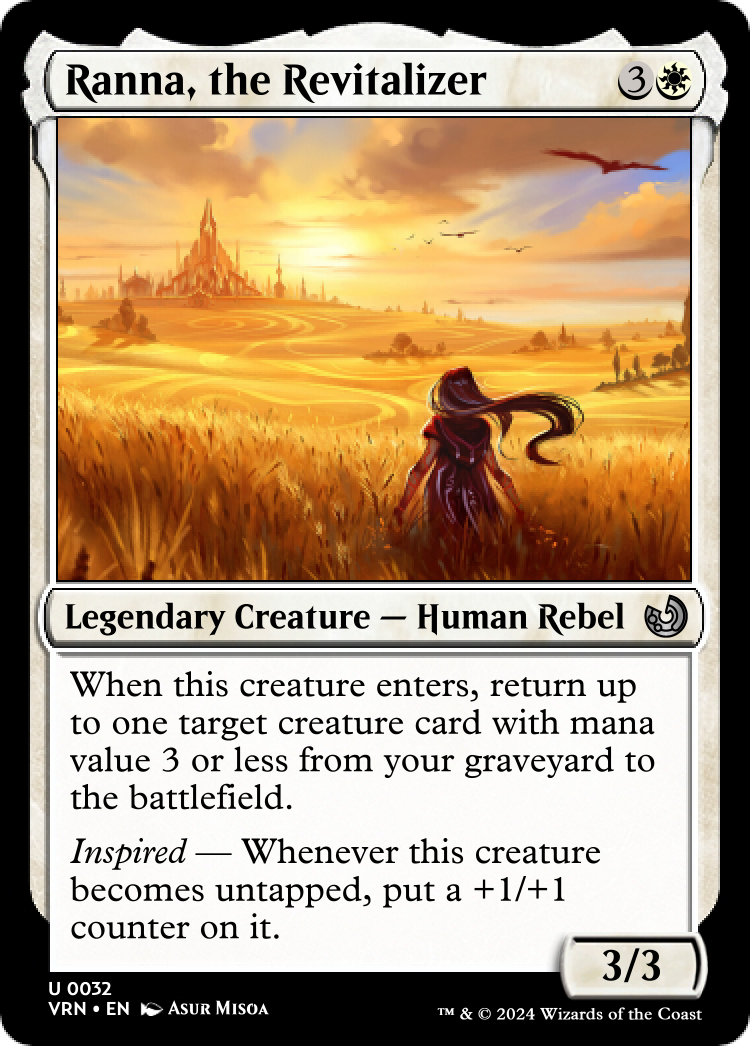 Ranna, the Revitalizer 3
Legendary Creature — Human Rebel
When this creature enters, return up
to one target creature card with mana
value 3 or less from your graveyard to
the battlefield.
Inspired — Whenever this creature
becomes untapped, put a +1/+1
counter on it.
3/3
U 0032
VRN • EN Asur Misoa
™ & © 2024 Wizards of the Coast